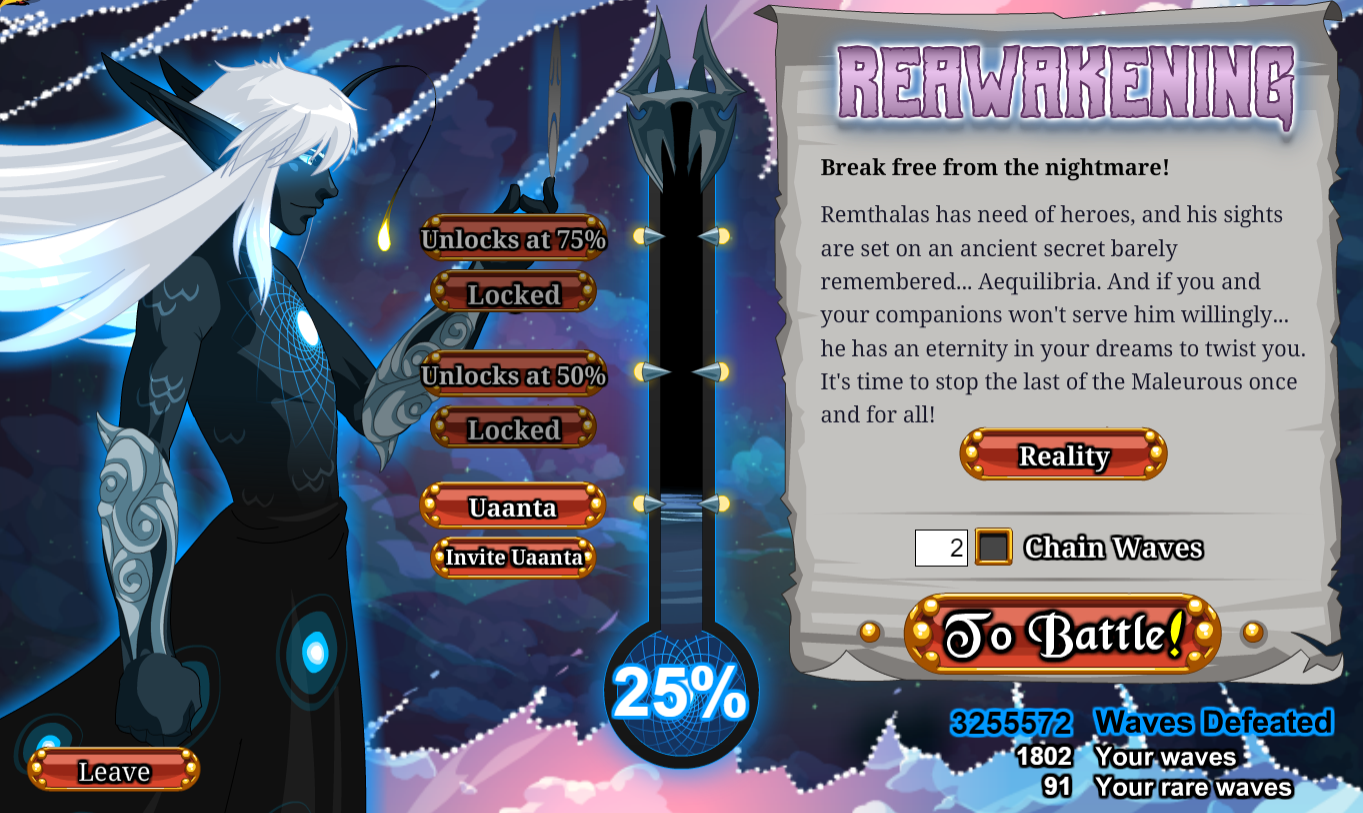 REAWAKENING
Break free from the nightmare!
Remthalas has need of heroes, and his sights
are set on an ancient secret barely
remembered... Aequilibria. And if you and
your companions won't serve him willingly...
he has an eternity in your dreams to twist you.
It's time to stop the last of the Maleurous once
and for all!
Reality
2 Chain Waves
To Battle!
Unlocks at 75%
Locked
Unlocks at 50%
Locked
Uaanta
Invite Uaanta
25%
3255572 Waves Defeated
1802 Your waves
91 Your rare waves
Leave